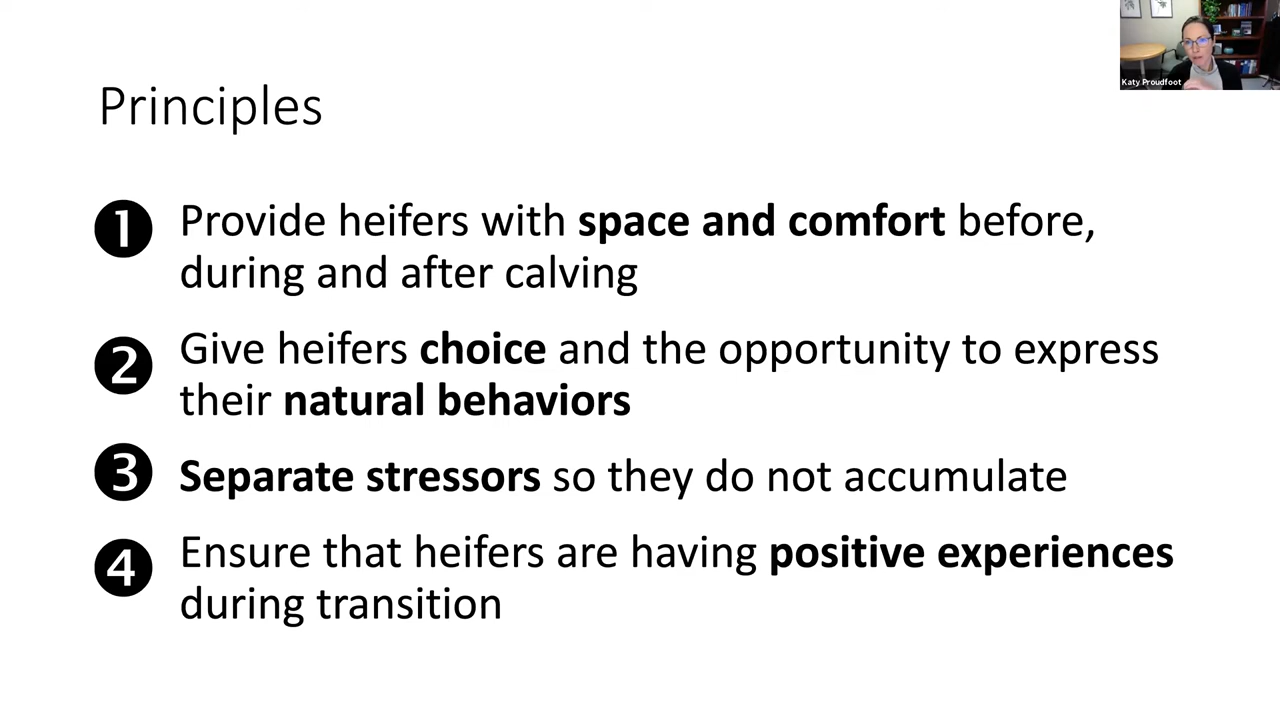 Katy Proudfoot
Principles
1 Provide heifers with space and comfort before,
during and after calving
2 Give heifers choice and the opportunity to express
their natural behaviors
3 Separate stressors so they do not accumulate
4 Ensure that heifers are having positive experiences
during transition